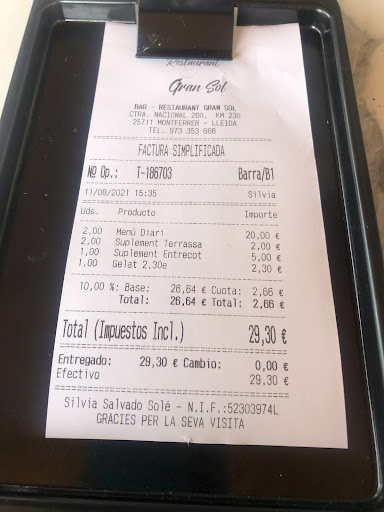 Restaurant
Gran Sol
BAR - RESTAURANT GRAN SOL
CTRA. NACIONAL 260, KM 230
25711 MONTFERRER - LLEIDA
TEL. 973 353 666
FACTURA SIMPLIFICADA
Nº Op.: T-186703 Barra/B1
11/08/2021 15:35 Silvia
Uds. Producto Importe
2,00 Menú Diari 20,00 €
2,00 Suplement Terrassa 2,00 €
1,00 Suplement Entrecot 5,00 €
1,00 Gelat 2,30e 2,30 €
10,00 %: Base: 26,64 € Cuota: 2,66 €
Total: 26,64 € Total: 2,66 €
Total (Impuestos Incl.) 29,30 €
Entregado: 29,30 € Cambio: 0,00 €
Efectivo 29,30 €
Silvia Salvado Solé - N.I.F.:52303974L
GRÀCIES PER LA SEVA VISITA